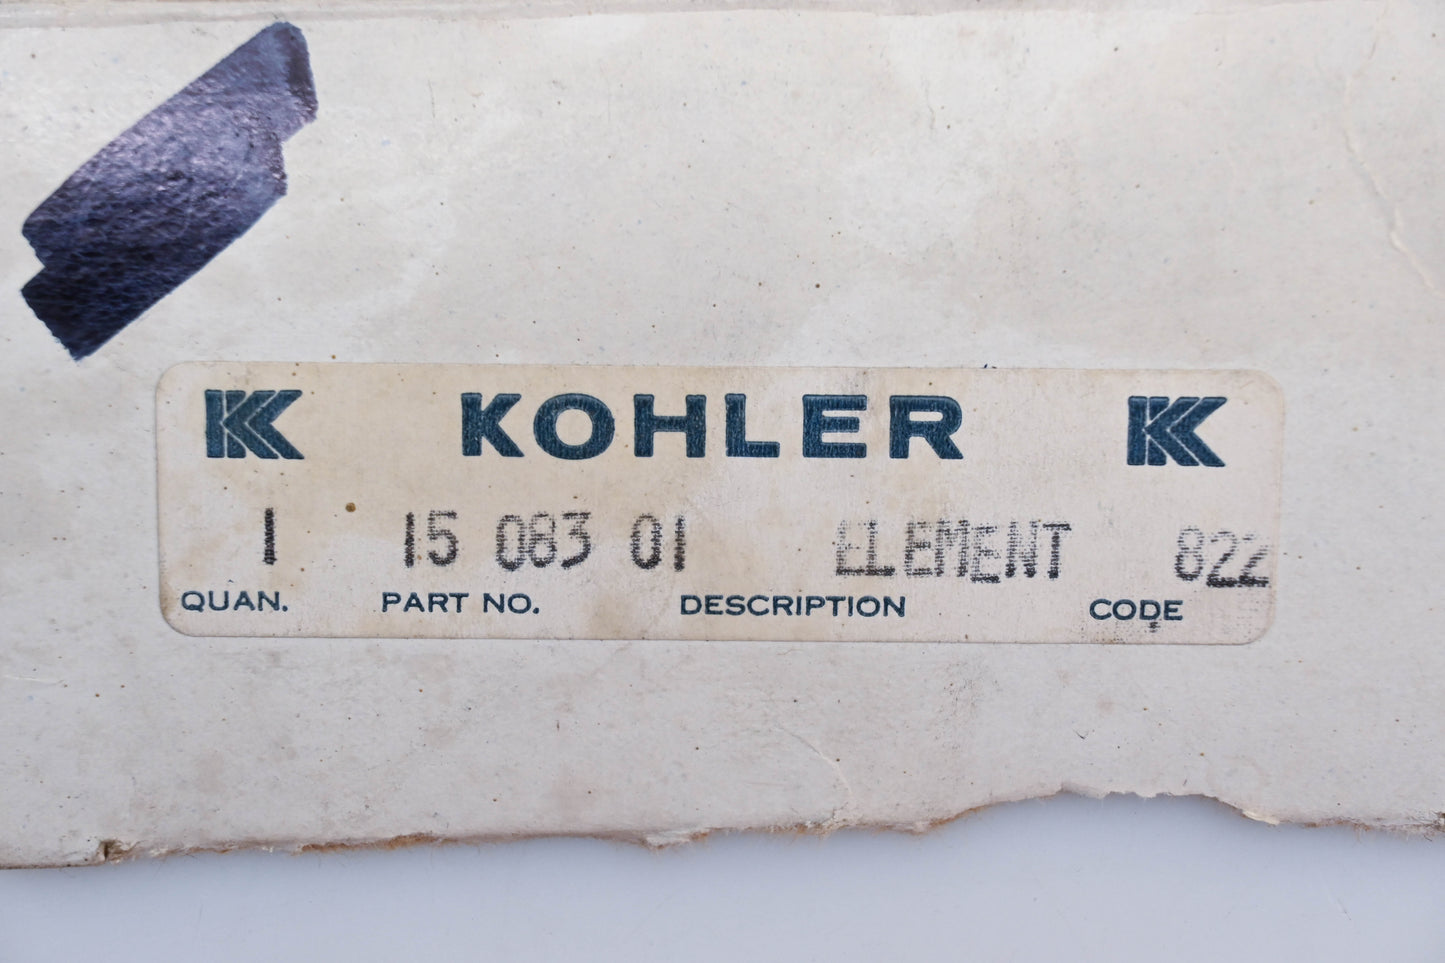 K KOHLER K
1 15 083 01 ELEMENT 822
QUAN. PART NO. DESCRIPTION CODE